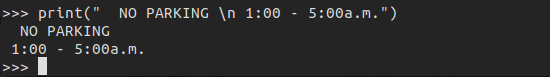 >>> print("  NO PARKING \n 1:00 - 5:00a.m.")
  NO PARKING
 1:00 - 5:00a.m.
>>>